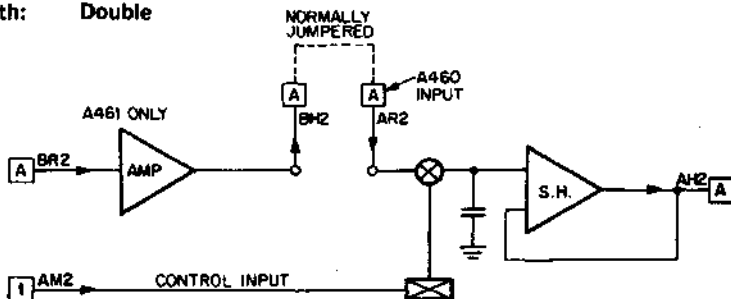 th: Double
NORMALLY
JUMPERED
A
A
A460
INPUT
A461 ONLY
BH2
AR2
A
BR2
AMP
S.H.
AH2
A
1
AM2
CONTROL INPUT